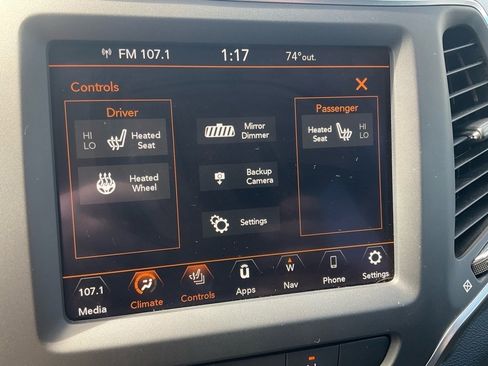 FM 107.1 1:17 74° out.
Controls X
Driver
HI
LO
Heated
Seat
Heated
Wheel
Mirror
Dimmer
Backup
Camera
Settings
Passenger
Heated
Seat
HI
LO
107.1
Media
Climate
Controls
Apps
W
Nav
Phone
Settings